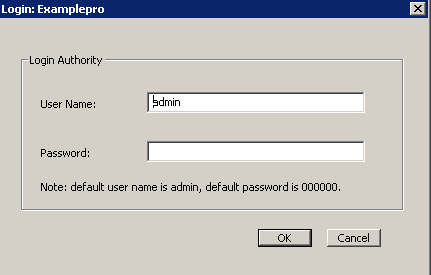 Login: Examplepro
Login Authority
User Name:
admin
Password:
Note: default user name is admin, default password is 000000.
OK
Cancel